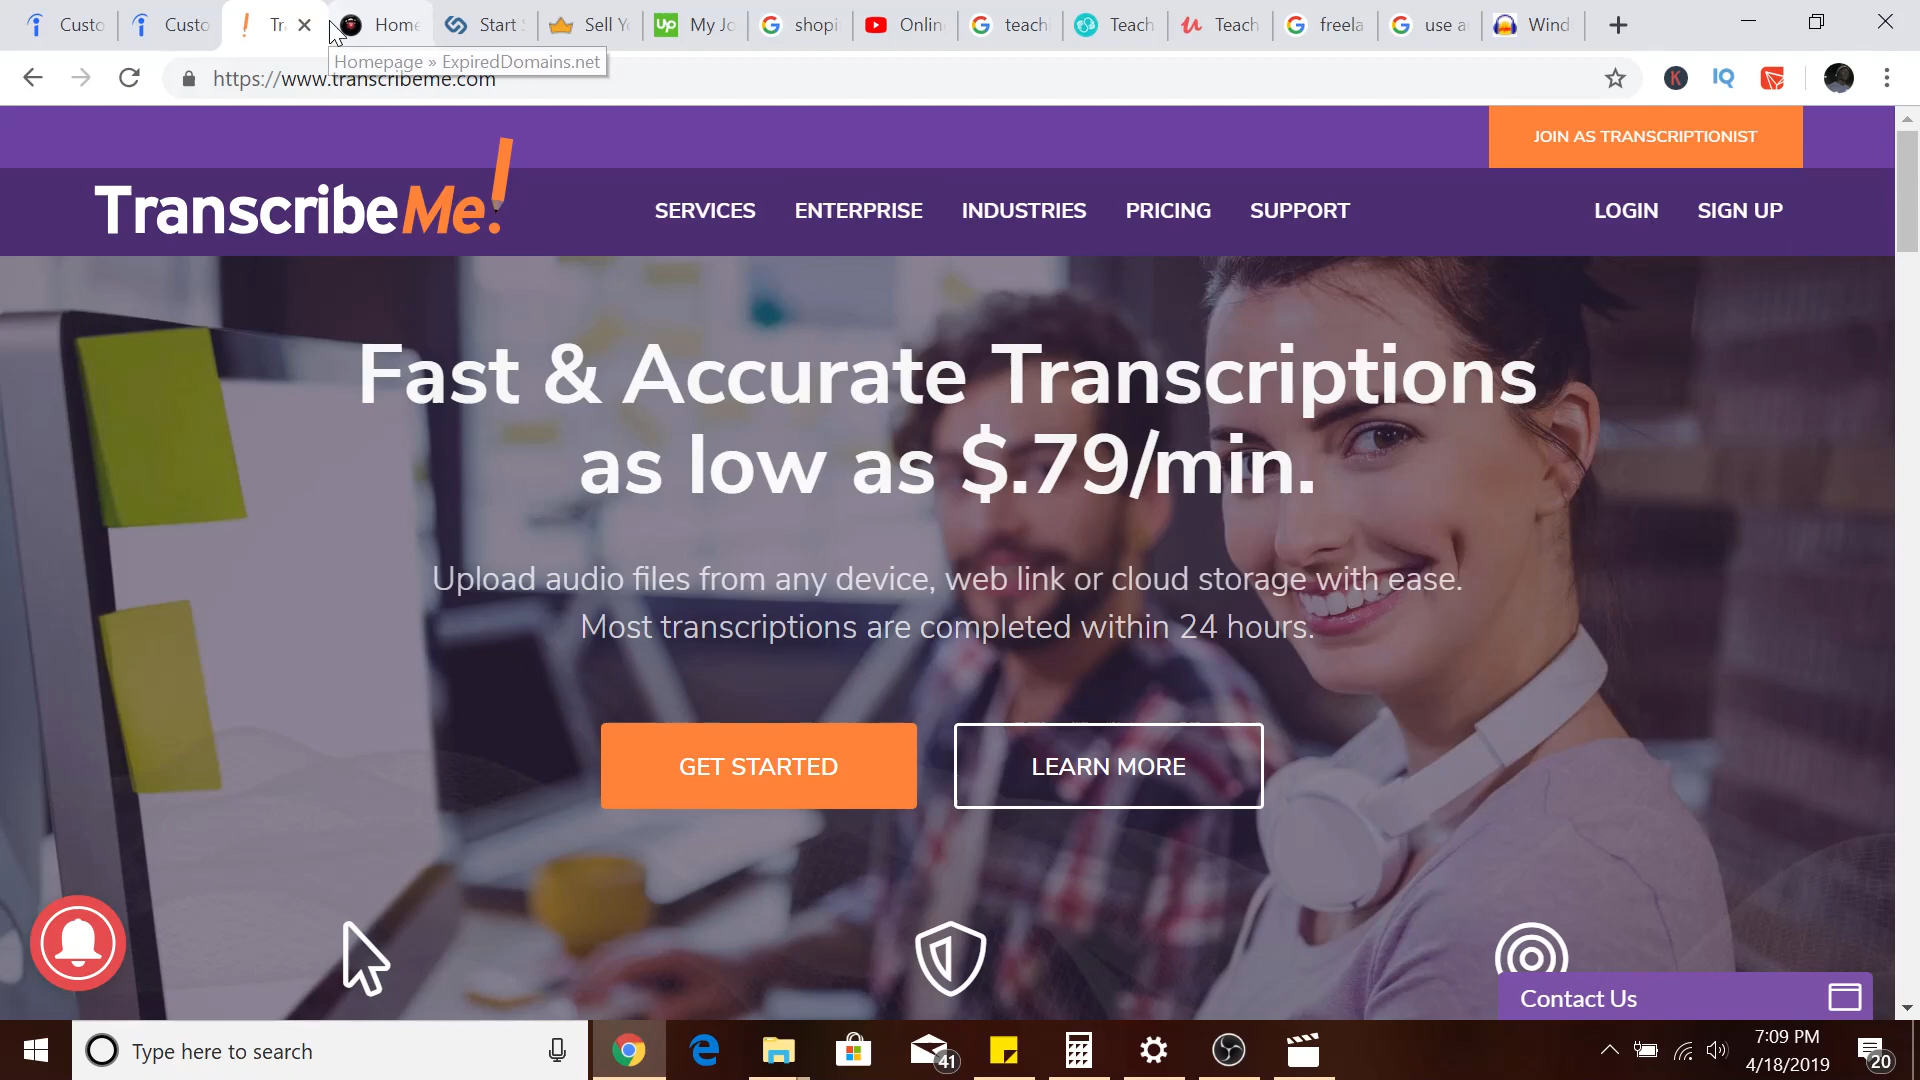 Custo
Custo
Tr
Home
Start
Sell Y
Up
My Jo
shopi
Onlin
teachi
Teach
Teach
freela
use a
Wind
Homepage » ExpiredDomains.net
https://www.transcribeme.com
K
IQ
JOIN AS TRANSCRIPTIONIST
TranscribeMe!
SERVICES
ENTERPRISE
INDUSTRIES
PRICING
SUPPORT
LOGIN
SIGN UP
Fast & Accurate Transcriptions
as low as $.79/min.
Upload audio files from any device, web link or cloud storage with ease.
Most transcriptions are completed within 24 hours.
GET STARTED
LEARN MORE
Contact Us
Type here to search
41
7:09 PM
4/18/2019
20